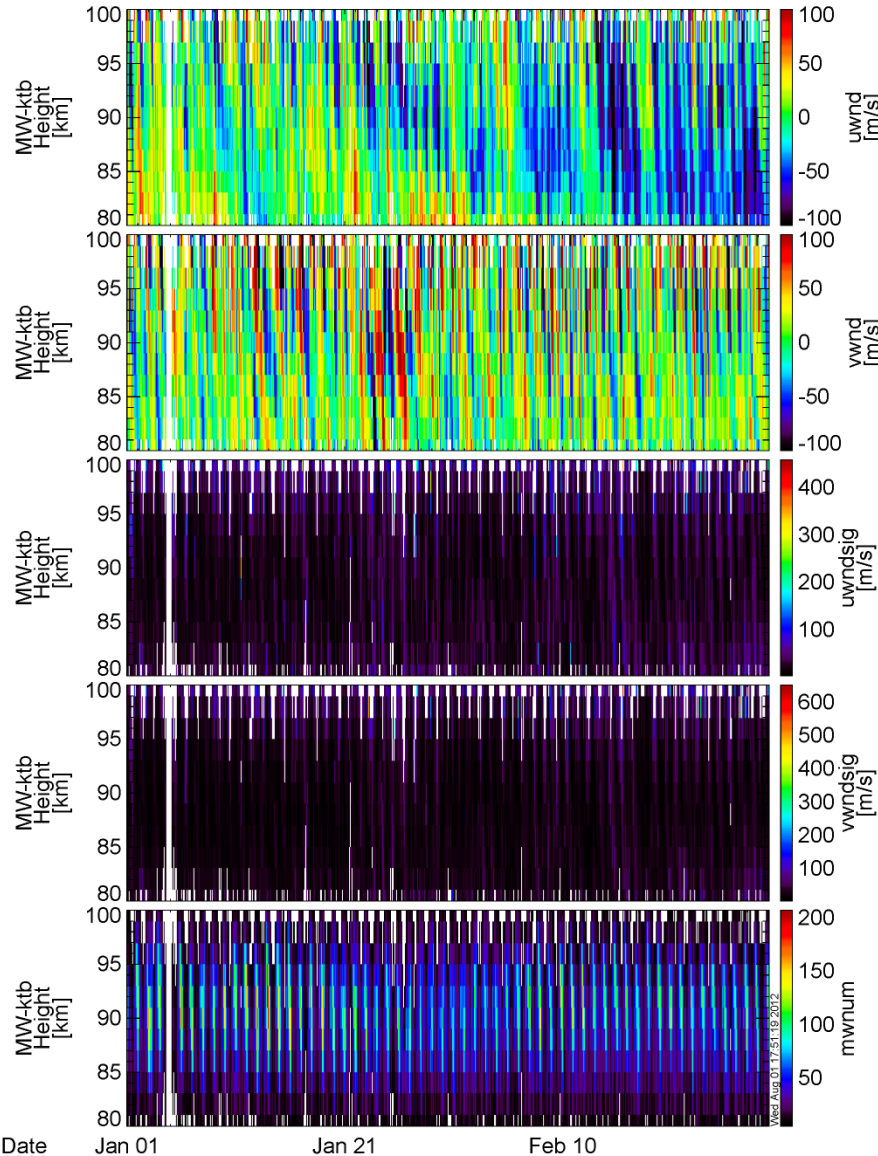 100
95
90
85
80
MW-ktb
Height
[km]
100
50
0
-50
-100
uwnd
[m/s]
100
95
90
85
80
MW-ktb
Height
[km]
100
50
0
-50
-100
vwnd
[m/s]
100
95
90
85
80
MW-ktb
Height
[km]
400
300
200
100
uwndsig
[m/s]
100
95
90
85
80
MW-ktb
Height
[km]
600
500
400
300
200
100
vwndsig
[m/s]
100
95
90
85
80
MW-ktb
Height
[km]
200
150
100
50
mwnum
Wed Aug 01 17:51:19 2012
Date Jan 01 Jan 21 Feb 10